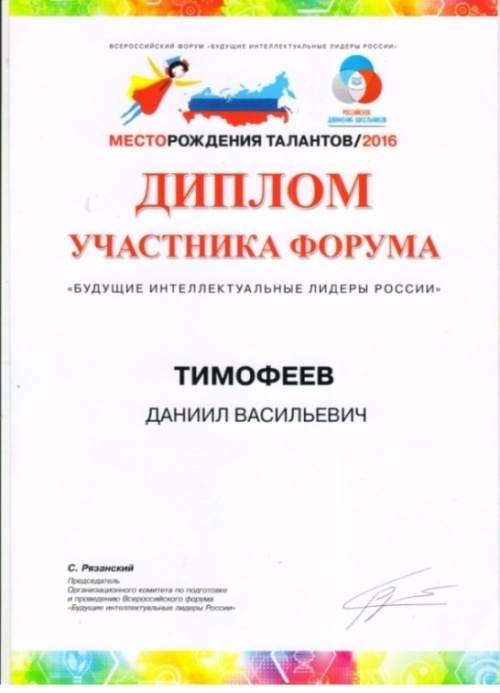 ВСЕРОССИЙСКИЙ ФОРУМ «БУДУЩИЕ ИНТЕЛЛЕКТУАЛЬНЫЕ ЛИДЕРЫ РОССИИ»
РОССИЙСКОЕ
ДВИЖЕНИЕ ШКОЛЬНИКОВ
МЕСТОРОЖДЕНИЯ ТАЛАНТОВ/2016
ДИПЛОМ
УЧАСТНИКА ФОРУМА
«БУДУЩИЕ ИНТЕЛЛЕКТУАЛЬНЫЕ ЛИДЕРЫ РОССИИ»
ТИМОФЕЕВ
ДАНИИЛ ВАСИЛЬЕВИЧ
С. Рязанский
Председатель
Организационного комитета по подготовке
и проведению Всероссийского форума
«Будущие интеллектуальные лидеры России»